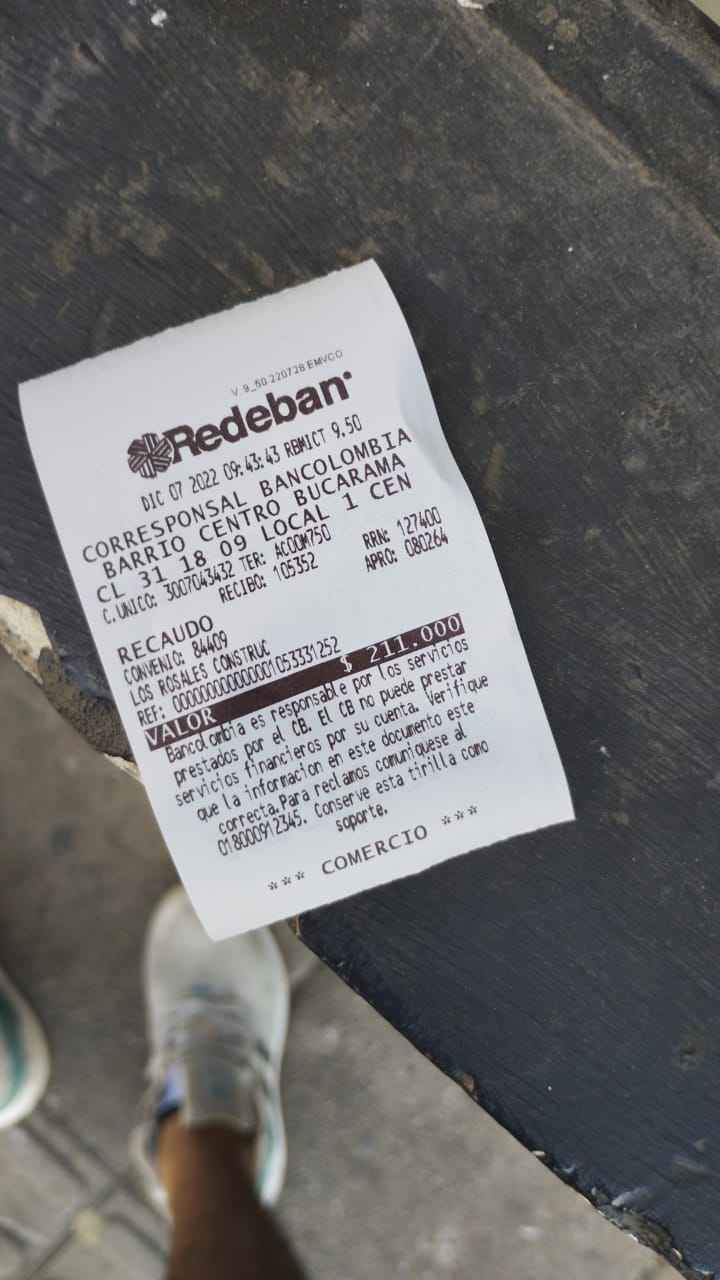 V 9_50 220728 EMVCO
Redeban
DIC 07 2022 09:43:43 RBMICT 9.50
CORRESPONSAL BANCOLOMBIA
BARRIO CENTRO BUCARAMA
CL 31 18 09 LOCAL 1 CEN
C.UNICO: 3007043432 TER: ACOOM750
RECIBO: 105352 RRN: 127400
APRO: 080264
RECAUDO
CONVENIO: 84409
LOS ROSALES CONSTRUC
REF: 00000000000001053331252
VALOR $ 211.000
Bancolombia es responsable por los servicios
prestados por el CB. El CB no puede prestar
servicios financieros por su cuenta. Verifique
que la informacion en este documento este
correcta.Para reclamos comuniquese al
018000912345. Conserve esta tirilla como
soporte.
*** COMERCIO ***